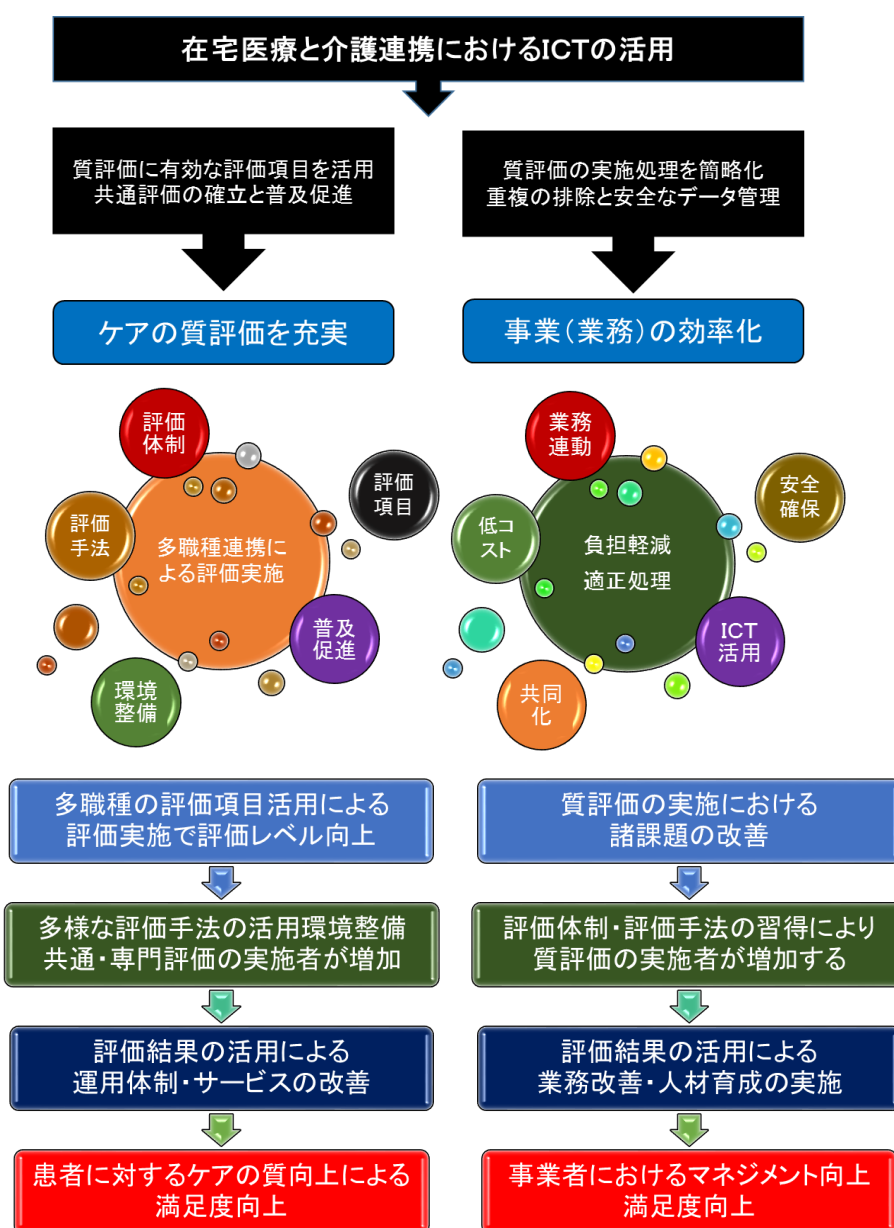 在宅医療と介護連携におけるICTの活用
質評価に有効な評価項目を活用
共通評価の確立と普及促進
質評価の実施処理を簡略化
重複の排除と安全なデータ管理
ケアの質評価を充実
事業(業務)の効率化
評価
体制
評価
項目
評価
手法
多職種連携に
よる評価実施
普及
促進
環境
整備
業務
連動
安全
確保
低コ
スト
負担軽減
適正処理
ICT
活用
共同
化
多職種の評価項目活用による
評価実施で評価レベル向上
多様な評価手法の活用環境整備
共通・専門評価の実施者が増加
評価結果の活用による
運用体制・サービスの改善
患者に対するケアの質向上による
満足度向上
質評価の実施における
諸課題の改善
評価体制・評価手法の習得により
質評価の実施者が増加する
評価結果の活用による
業務改善・人材育成の実施
事業者におけるマネジメント向上
満足度向上